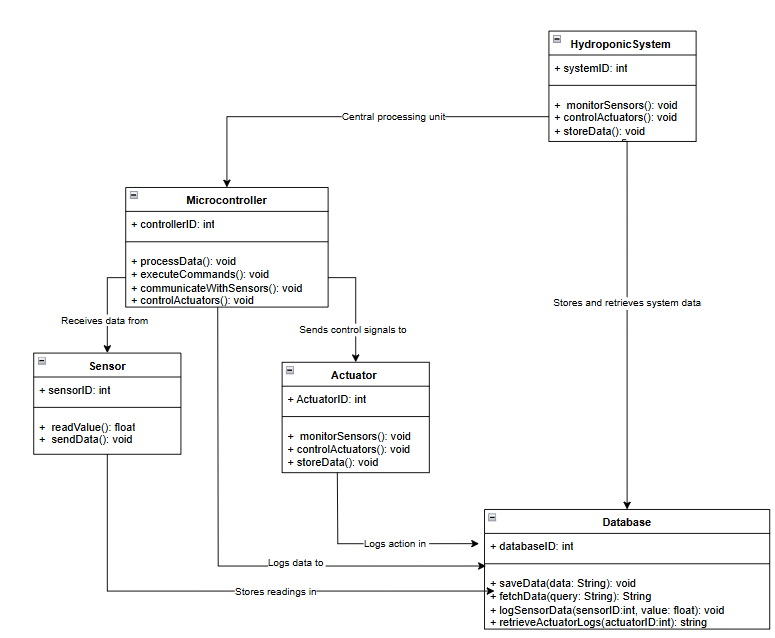 HydroponicSystem
+ systemID: int
+ monitorSensors(): void
+ controlActuators(): void
+ storeData(): void
Central processing unit
Microcontroller
+ controllerID: int
+ processData(): void
+ executeCommands(): void
+ communicateWithSensors(): void
+ controlActuators(): void
Stores and retrieves system data
Receives data from
Sends control signals to
Sensor
+ sensorID: int
+ readValue(): float
+ sendData(): void
Actuator
+ ActuatorID: int
+ monitorSensors(): void
+ controlActuators(): void
+ storeData(): void
Logs action in
Logs data to
Stores readings in
Database
+ databaseID: int
+ saveData(data: String): void
+ fetchData(query: String): String
+ logSensorData(sensorID:int, value: float): void
+ retrieveActuatorLogs(actuatorID:int): string